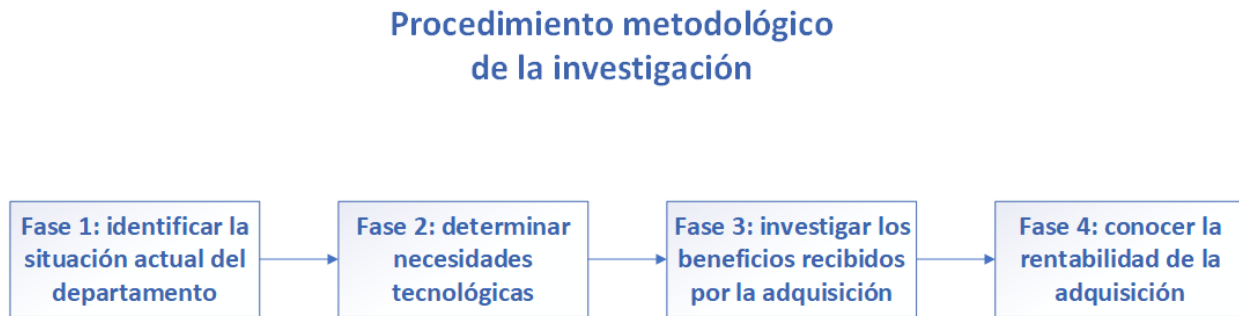 Procedimiento metodológico
de la investigación
Fase 1: identificar la
situación actual del
departamento
Fase 2: determinar
necesidades
tecnológicas
Fase 3: investigar los
beneficios recibidos
por la adquisición
Fase 4: conocer la
rentabilidad de la
adquisición